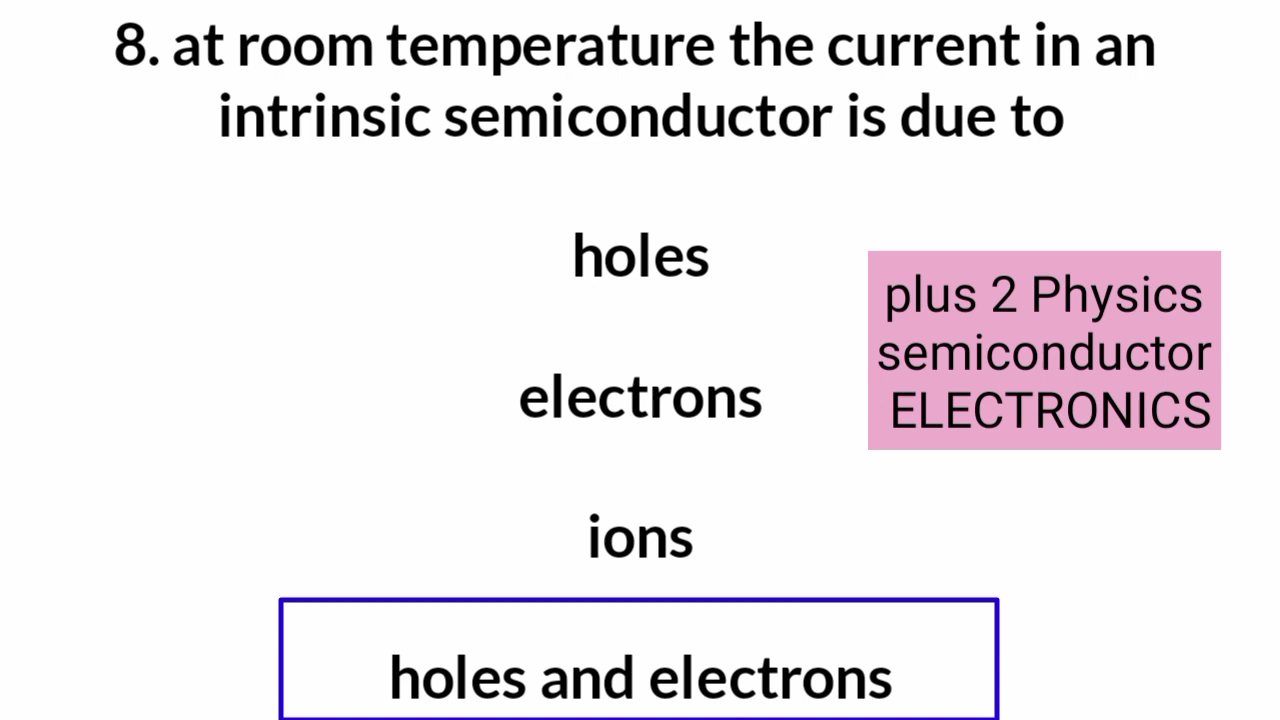 8. at room temperature the current in an
intrinsic semiconductor is due to
holes
electrons
ions
holes and electrons
plus 2 Physics
semiconductor
ELECTRONICS